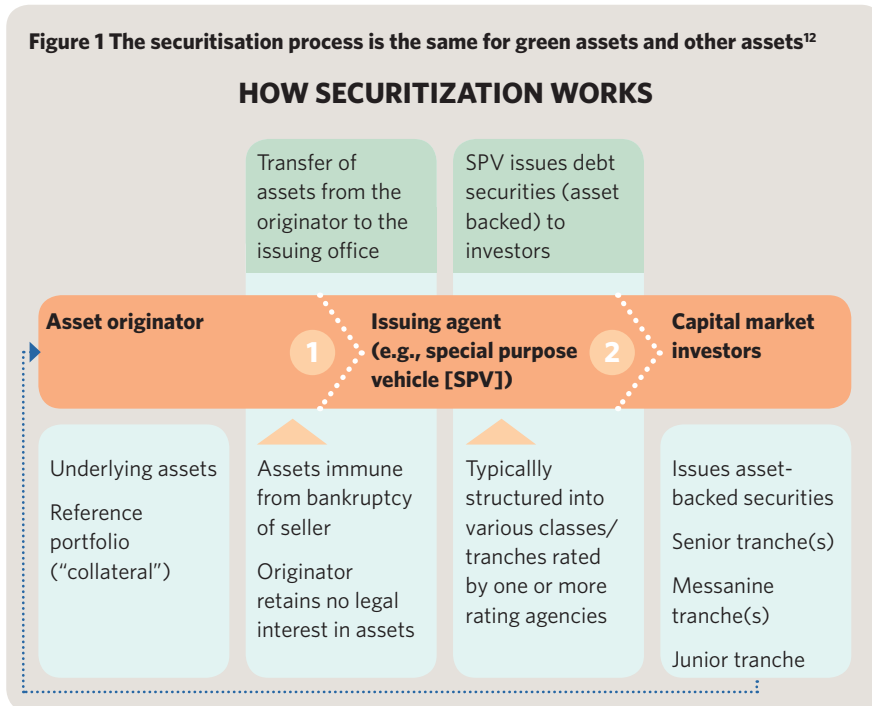 Figure 1 The securitisation process is the same for green assets and other assets¹²
HOW SECURITIZATION WORKS
Transfer of
assets from the
originator to the
issuing office
SPV issues debt
securities (asset
backed) to
investors
Asset originator
1
Issuing agent
(e.g., special purpose
vehicle [SPV])
2
Capital market
investors
Underlying assets
Reference
portfolio
(“collateral”)
Assets immune
from bankruptcy
of seller
Originator
retains no legal
interest in assets
Typicallly
structured into
various classes/
tranches rated
by one or more
rating agencies
Issues asset-
backed securities
Senior tranche(s)
Messanine
tranche(s)
Junior tranche